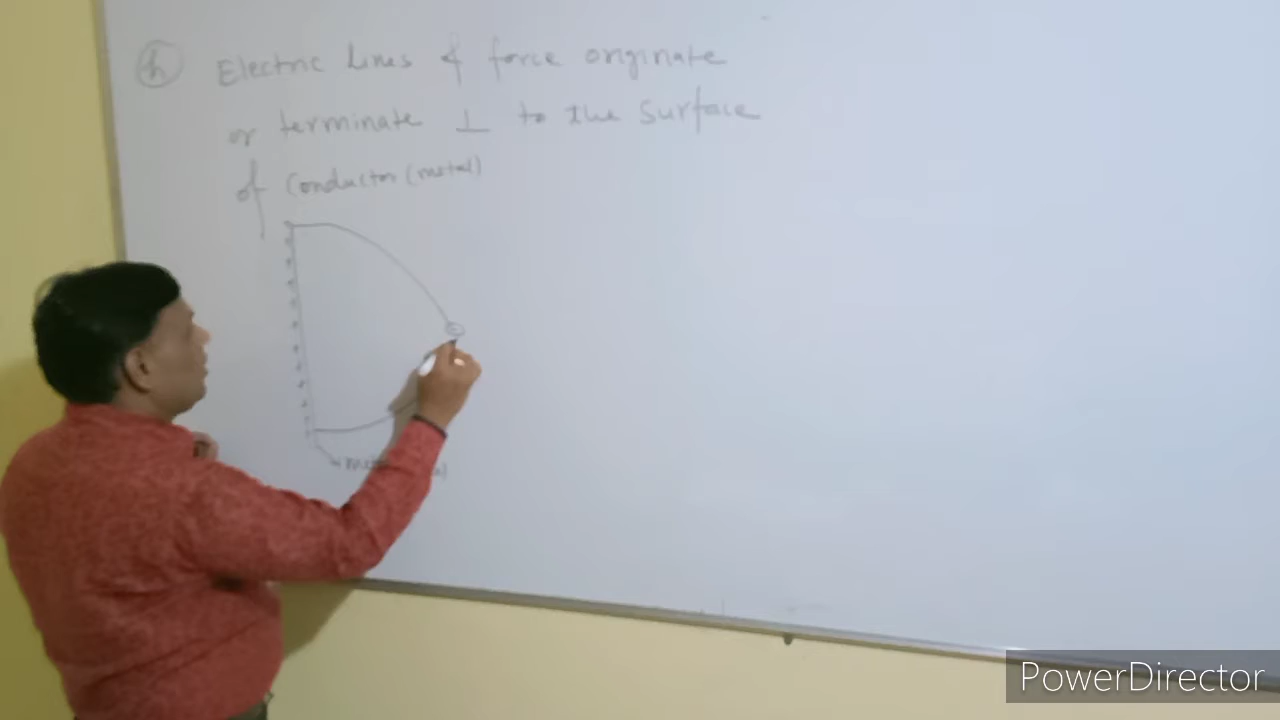 (h) Electric lines of force originate
or terminate ⊥ to the surface
of conductor (metal)
PowerDirector